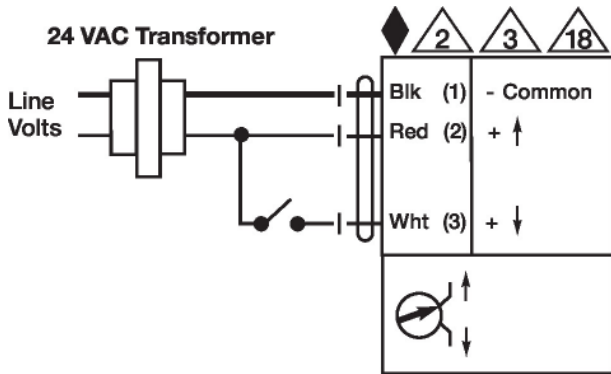 24 VAC Transformer
2 3 18
Line
Volts
Blk (1) - Common
Red (2) +
Wht (3) +